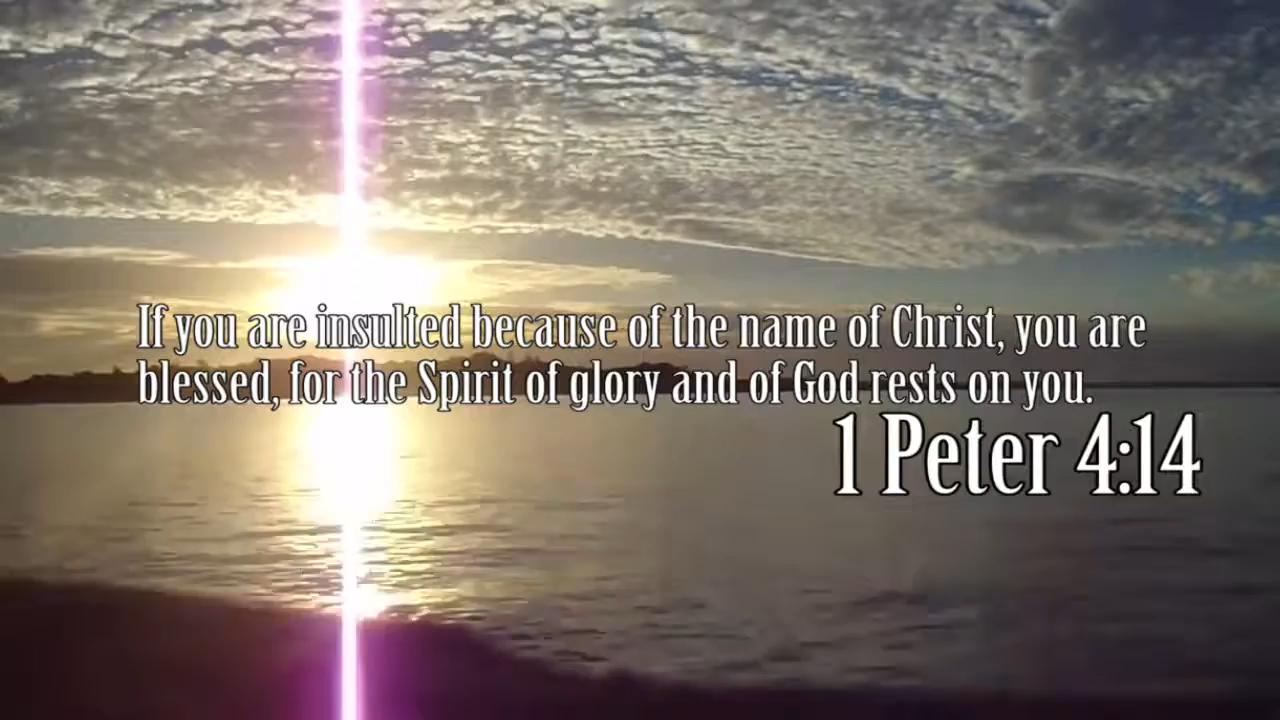 If you are insulted because of the name of Christ, you are
blessed, for the Spirit of glory and of God rests on you.
1 Peter 4:14